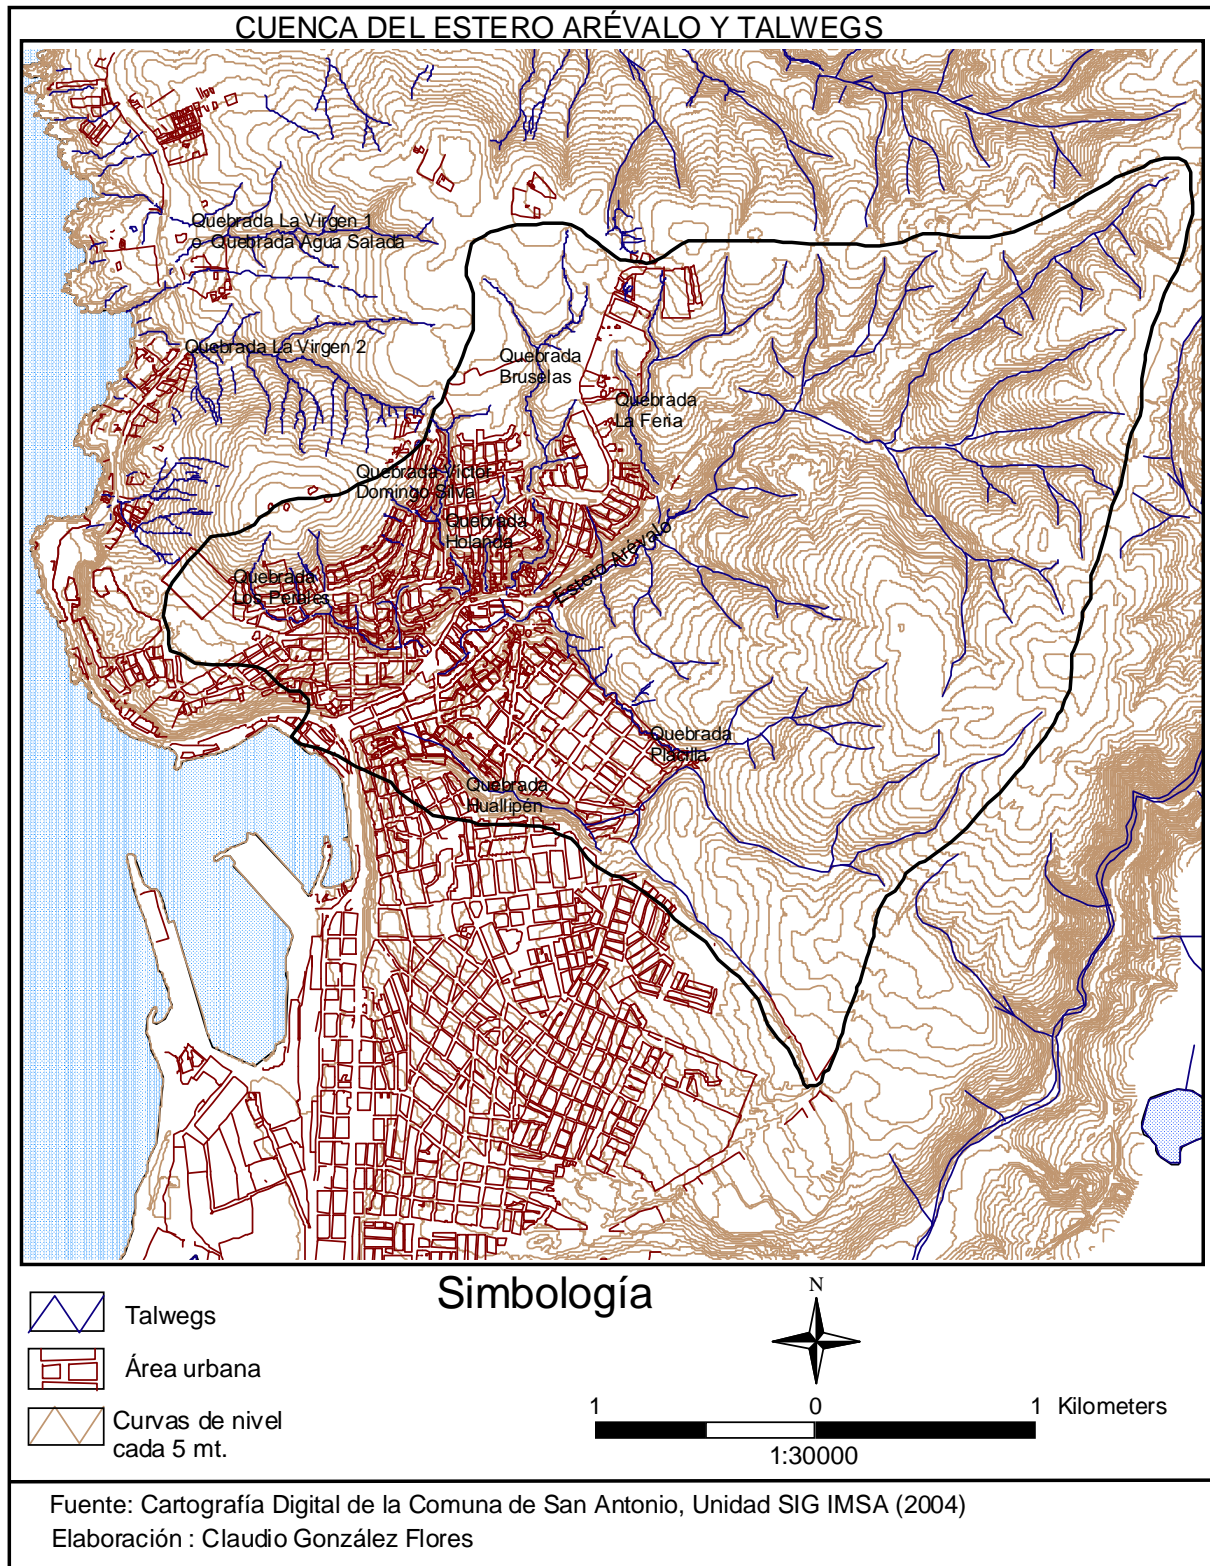 CUENCA DEL ESTERO ARÉVALO Y TALWEGS
Quebrada La Virgen 1
o Quebrada Agua Salada
Quebrada La Virgen 2
Quebrada
Bruselas
Quebrada
La Feria
Quebrada Victor
Domingo Silva
Quebrada
Holanda
Estero Arévalo
Quebrada
Los Perales
Quebrada
Placilla
Quebrada
Huallipén
Simbología
Talwegs
Área urbana
Curvas de nivel
cada 5 mt.
N
1 0 1 Kilometers
1:30000
Fuente: Cartografía Digital de la Comuna de San Antonio, Unidad SIG IMSA (2004)
Elaboración : Claudio González Flores